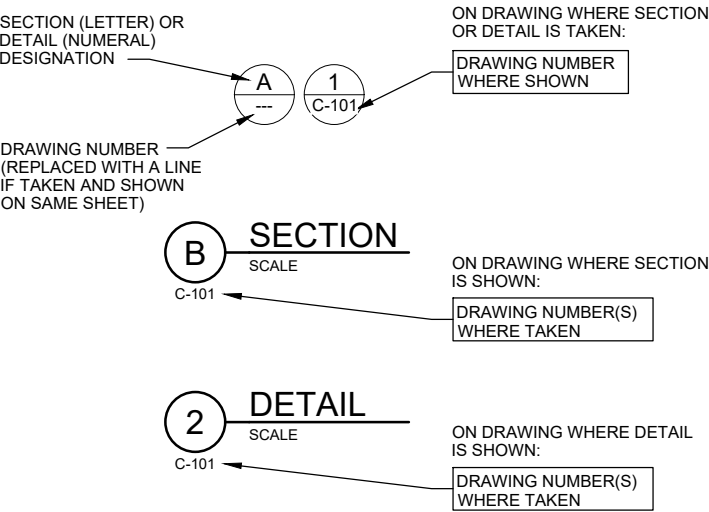 SECTION (LETTER) OR
DETAIL (NUMERAL)
DESIGNATION
A
---
1
C-101
ON DRAWING WHERE SECTION
OR DETAIL IS TAKEN:
DRAWING NUMBER
WHERE SHOWN
DRAWING NUMBER
(REPLACED WITH A LINE
IF TAKEN AND SHOWN
ON SAME SHEET)
B
SECTION
SCALE
C-101
ON DRAWING WHERE SECTION
IS SHOWN:
DRAWING NUMBER(S)
WHERE TAKEN
2
DETAIL
SCALE
C-101
ON DRAWING WHERE DETAIL
IS SHOWN:
DRAWING NUMBER(S)
WHERE TAKEN